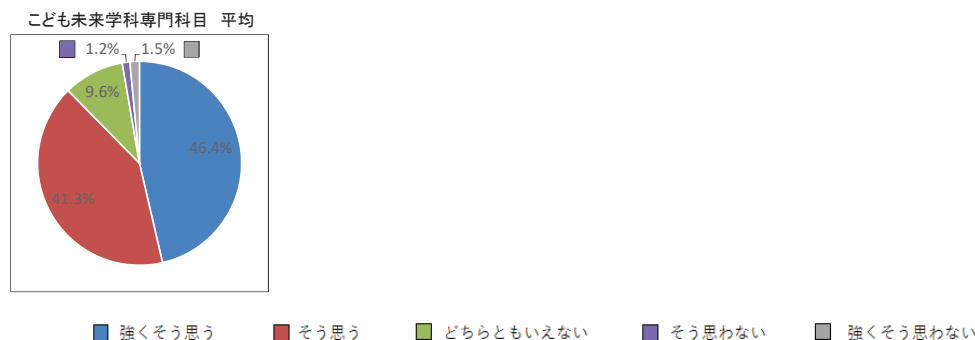 こども未来学科専門科目　平均
1.2% 1.5%
9.6%
46.4%
41.3%
強くそう思う そう思う どちらともいえない そう思わない 強くそう思わない